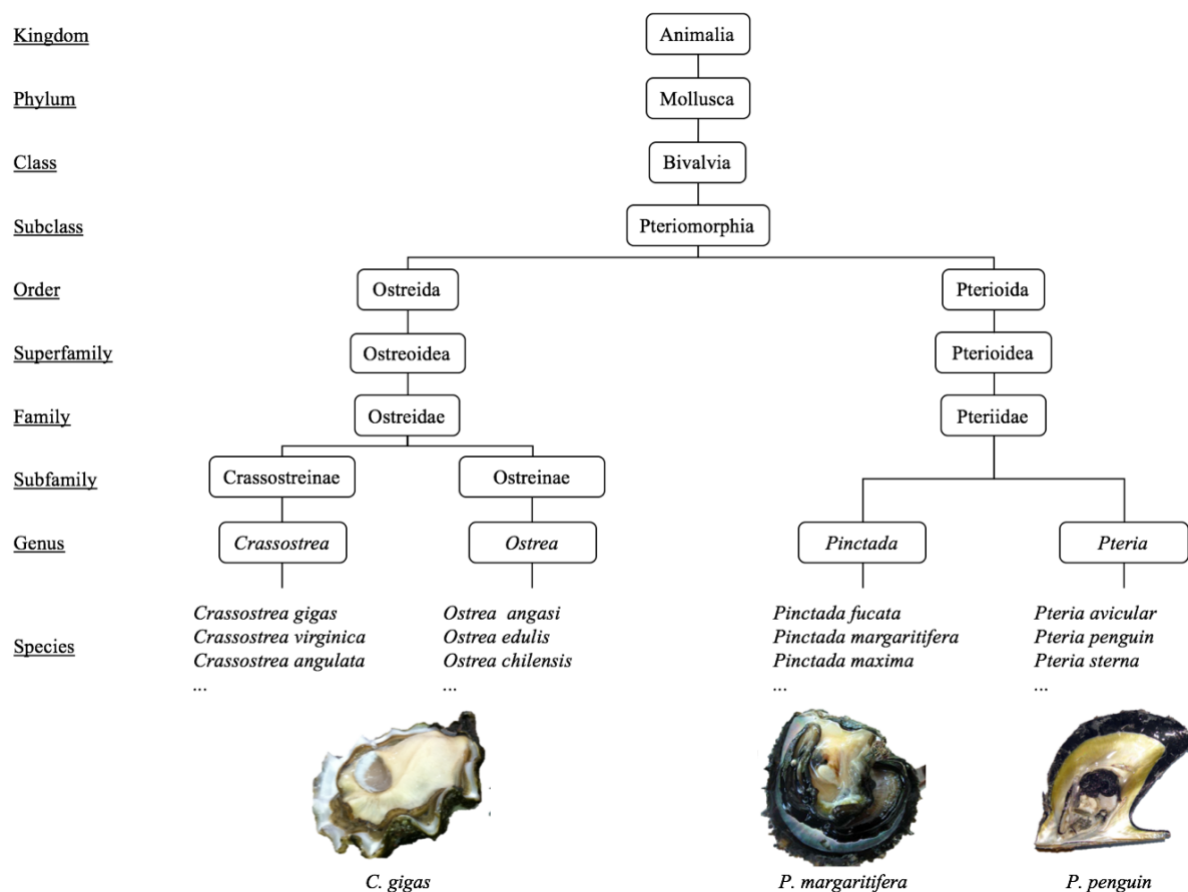 Kingdom Animalia
Phylum Mollusca
Class Bivalvia
Subclass Pteriomorphia
Order Ostreida Pterioida
Superfamily Ostreoidea Pterioidea
Family Ostreidae Pteriidae
Subfamily Crassostreinae Ostreinae
Genus Crassostrea Ostrea Pinctada Pteria
Crassostrea gigas Ostrea angasi Pinctada fucata Pteria avicular
Species Crassostrea virginica Ostrea edulis Pinctada margaritifera Pteria penguin
Crassostrea angulata Ostrea chilensis Pinctada maxima Pteria sterna
... ... ... ...
C. gigas P. margaritifera P. penguin